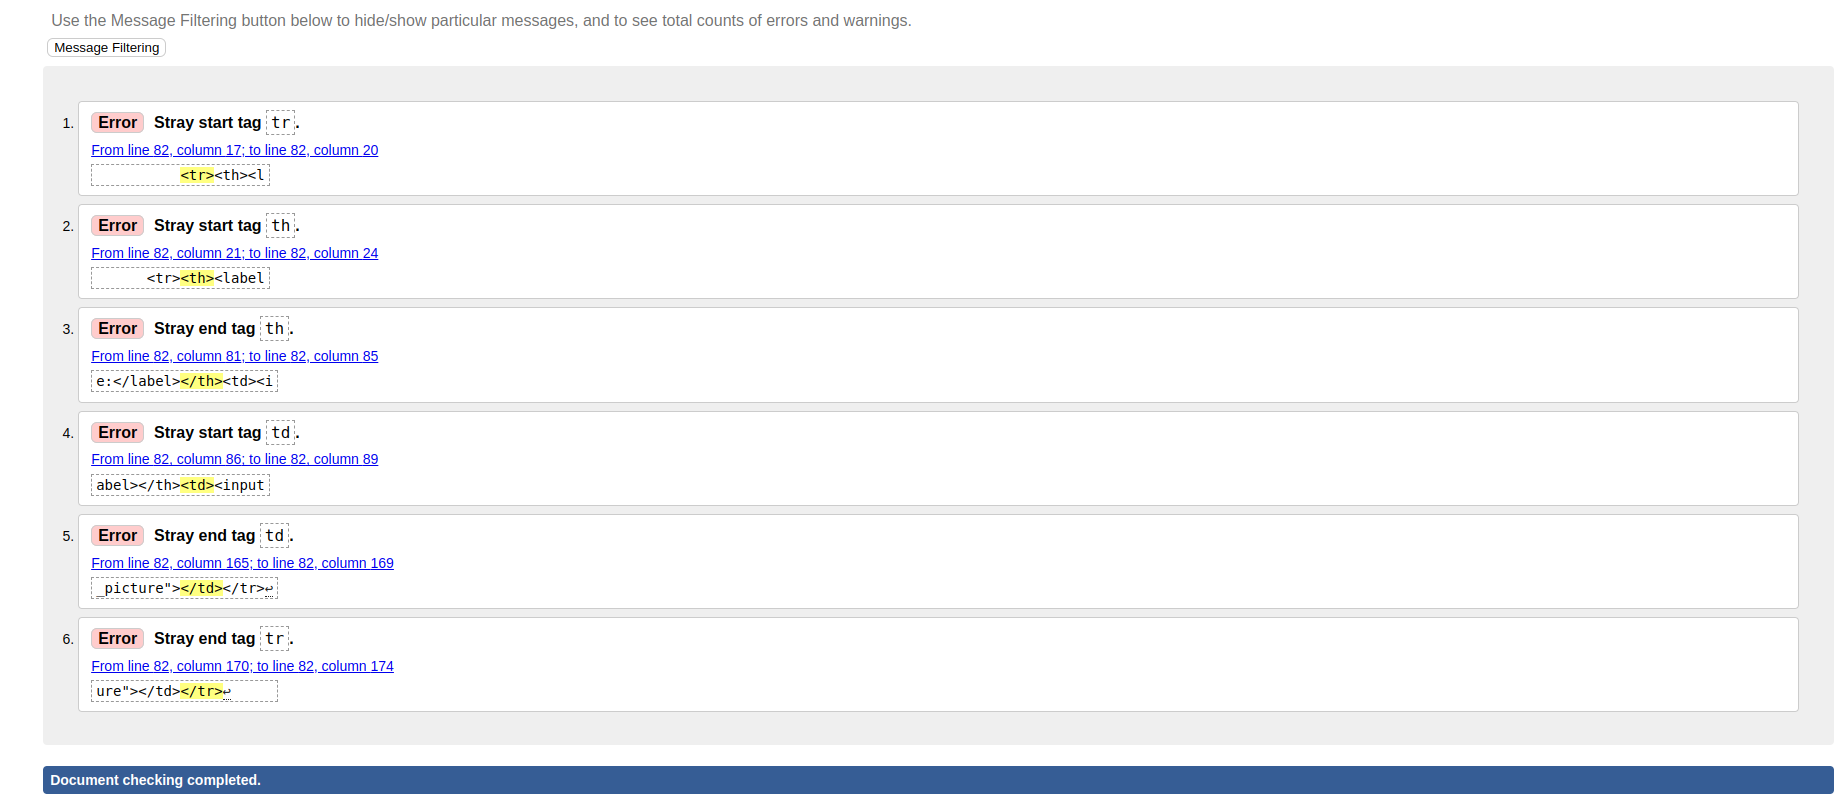 Use the Message Filtering button below to hide/show particular messages, and to see total counts of errors and warnings.
Message Filtering
1. Error Stray start tag tr.
From line 82, column 17; to line 82, column 20
<tr><th><l
2. Error Stray start tag th.
From line 82, column 21; to line 82, column 24
<tr><th><label
3. Error Stray end tag th.
From line 82, column 81; to line 82, column 85
e:</label></th><td><i
4. Error Stray start tag td.
From line 82, column 86; to line 82, column 89
abel></th><td><input
5. Error Stray end tag td.
From line 82, column 165; to line 82, column 169
_picture"></td></tr>↩
6. Error Stray end tag tr.
From line 82, column 170; to line 82, column 174
ure"></td></tr>↩
Document checking completed.